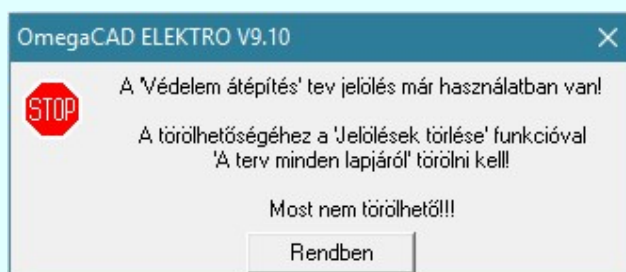 OmegaCAD ELEKTRO V9.10
STOP
A 'Védelem átépítés' tev jelölés már használatban van!
A törölhetőségéhez a 'Jelölések törlése' funkcióval
'A terv minden lapjáról' törölni kell!
Most nem törölhető!!!
Rendben